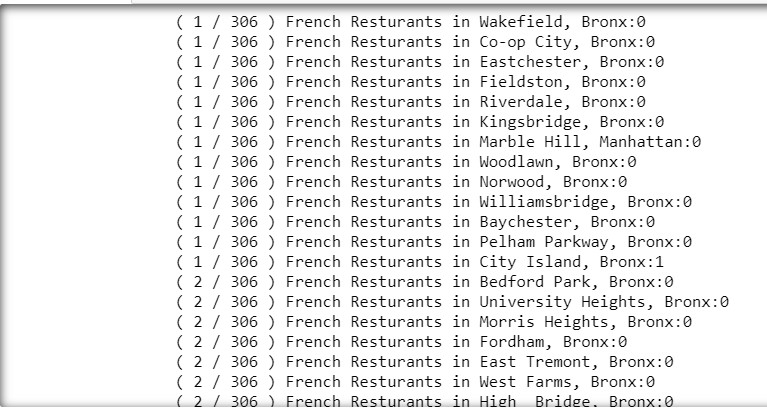 ( 1 / 306 ) French Resturants in Wakefield, Bronx:0
( 1 / 306 ) French Resturants in Co-op City, Bronx:0
( 1 / 306 ) French Resturants in Eastchester, Bronx:0
( 1 / 306 ) French Resturants in Fieldston, Bronx:0
( 1 / 306 ) French Resturants in Riverdale, Bronx:0
( 1 / 306 ) French Resturants in Kingsbridge, Bronx:0
( 1 / 306 ) French Resturants in Marble Hill, Manhattan:0
( 1 / 306 ) French Resturants in Woodlawn, Bronx:0
( 1 / 306 ) French Resturants in Norwood, Bronx:0
( 1 / 306 ) French Resturants in Williamsbridge, Bronx:0
( 1 / 306 ) French Resturants in Baychester, Bronx:0
( 1 / 306 ) French Resturants in Pelham Parkway, Bronx:0
( 1 / 306 ) French Resturants in City Island, Bronx:1
( 2 / 306 ) French Resturants in Bedford Park, Bronx:0
( 2 / 306 ) French Resturants in University Heights, Bronx:0
( 2 / 306 ) French Resturants in Morris Heights, Bronx:0
( 2 / 306 ) French Resturants in Fordham, Bronx:0
( 2 / 306 ) French Resturants in East Tremont, Bronx:0
( 2 / 306 ) French Resturants in West Farms, Bronx:0
( 2 / 306 ) French Resturants in High  Bridge, Bronx:0